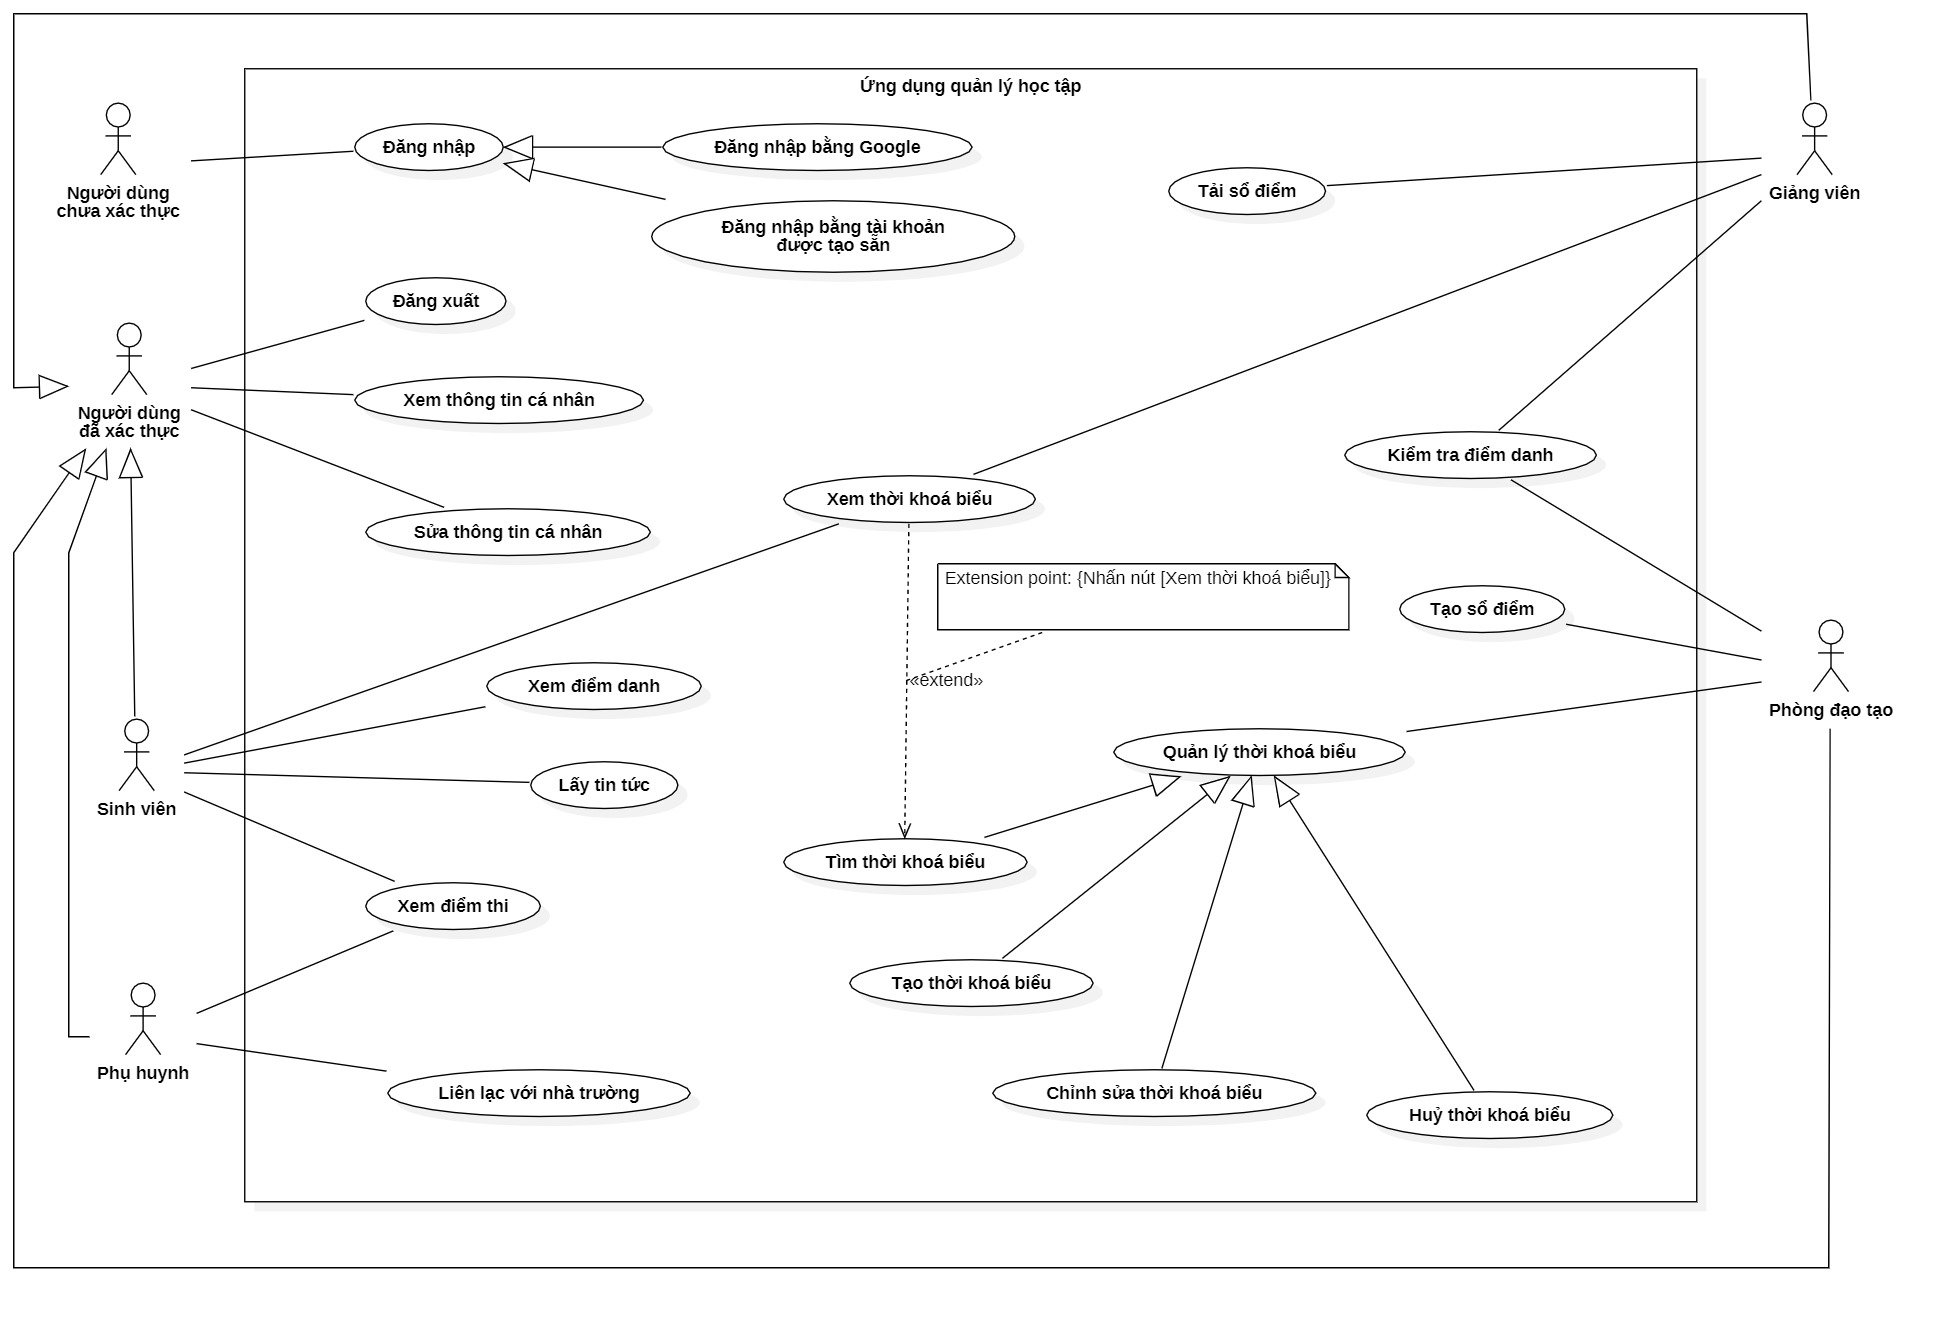 Ứng dụng quản lý học tập
Người dùng
chưa xác thực
Đăng nhập
Đăng nhập bằng Google
Đăng nhập bằng tài khoản
được tạo sẵn
Tải sổ điểm
Giảng viên
Đăng xuất
Người dùng
đã xác thực
Xem thông tin cá nhân
Sửa thông tin cá nhân
Xem thời khoá biểu
Kiểm tra điểm danh
Extension point: {Nhấn nút [Xem thời khoá biểu]}
Tạo sổ điểm
«extend»
Xem điểm danh
Phòng đạo tạo
Quản lý thời khoá biểu
Lấy tin tức
Sinh viên
Tìm thời khoá biểu
Xem điểm thi
Tạo thời khoá biểu
Phụ huynh
Liên lạc với nhà trường
Chỉnh sửa thời khoá biểu
Huỷ thời khoá biểu